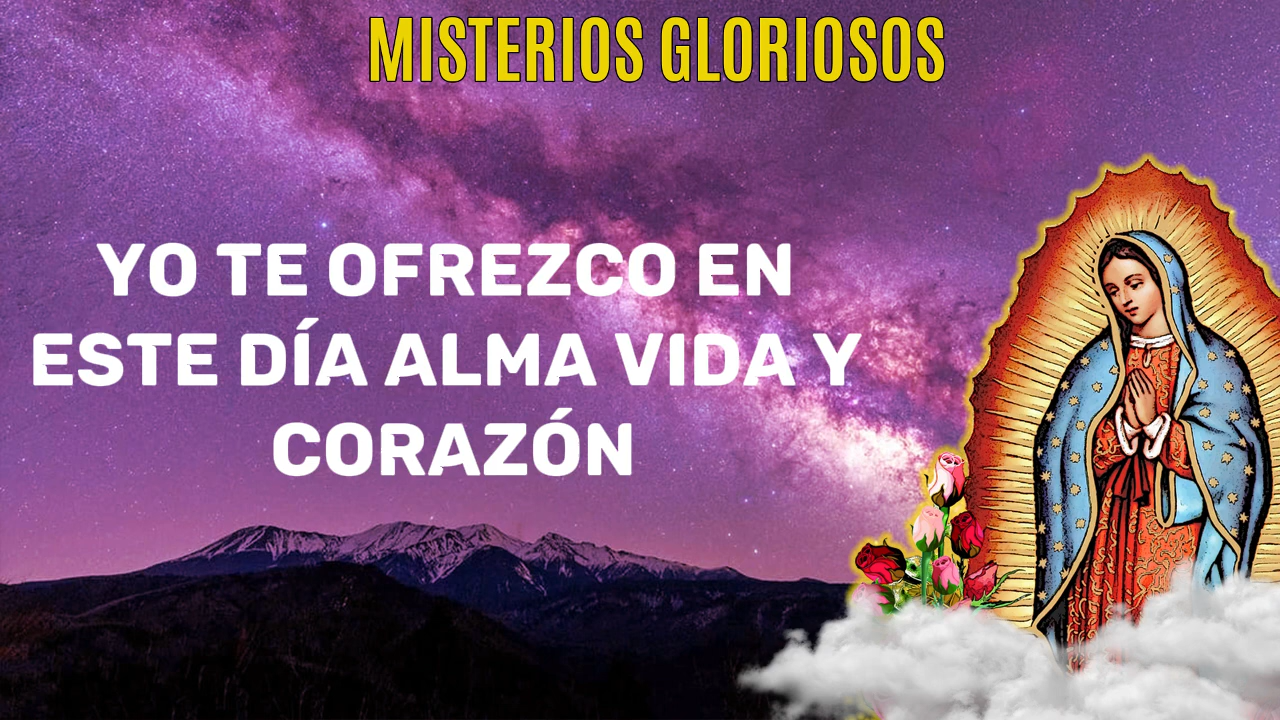 MISTERIOS GLORIOSOS
YO TE OFREZCO EN
ESTE DÍA ALMA VIDA Y
CORAZÓN